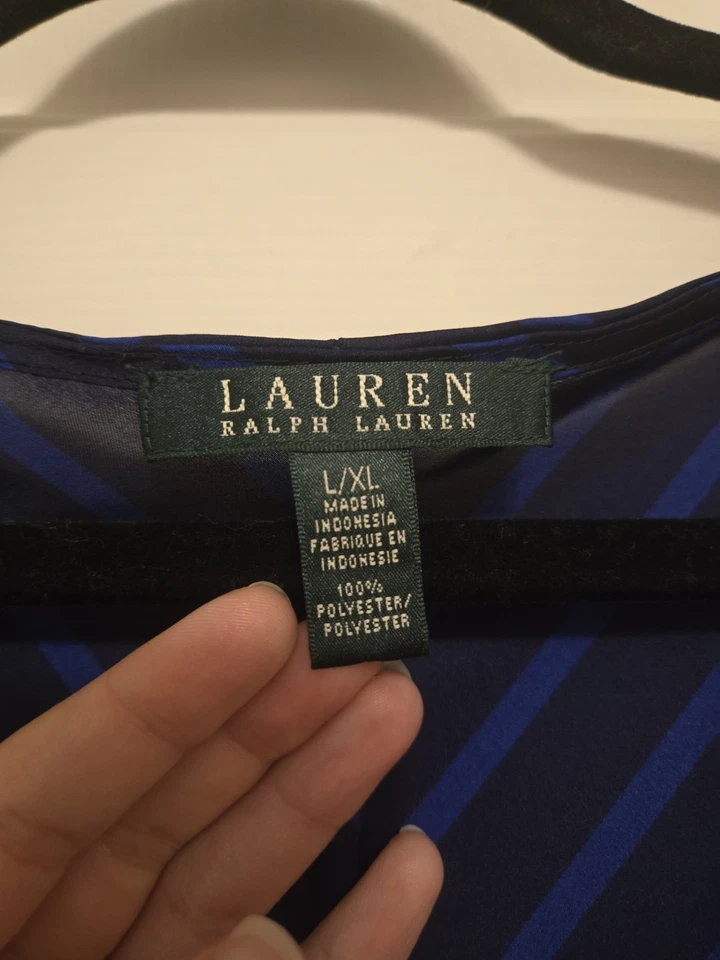 LAUREN
RALPH LAUREN
L/XL
MADE IN
INDONESIA
FABRIQUE EN
INDONESIE
100%
POLYESTER/
POLYESTER